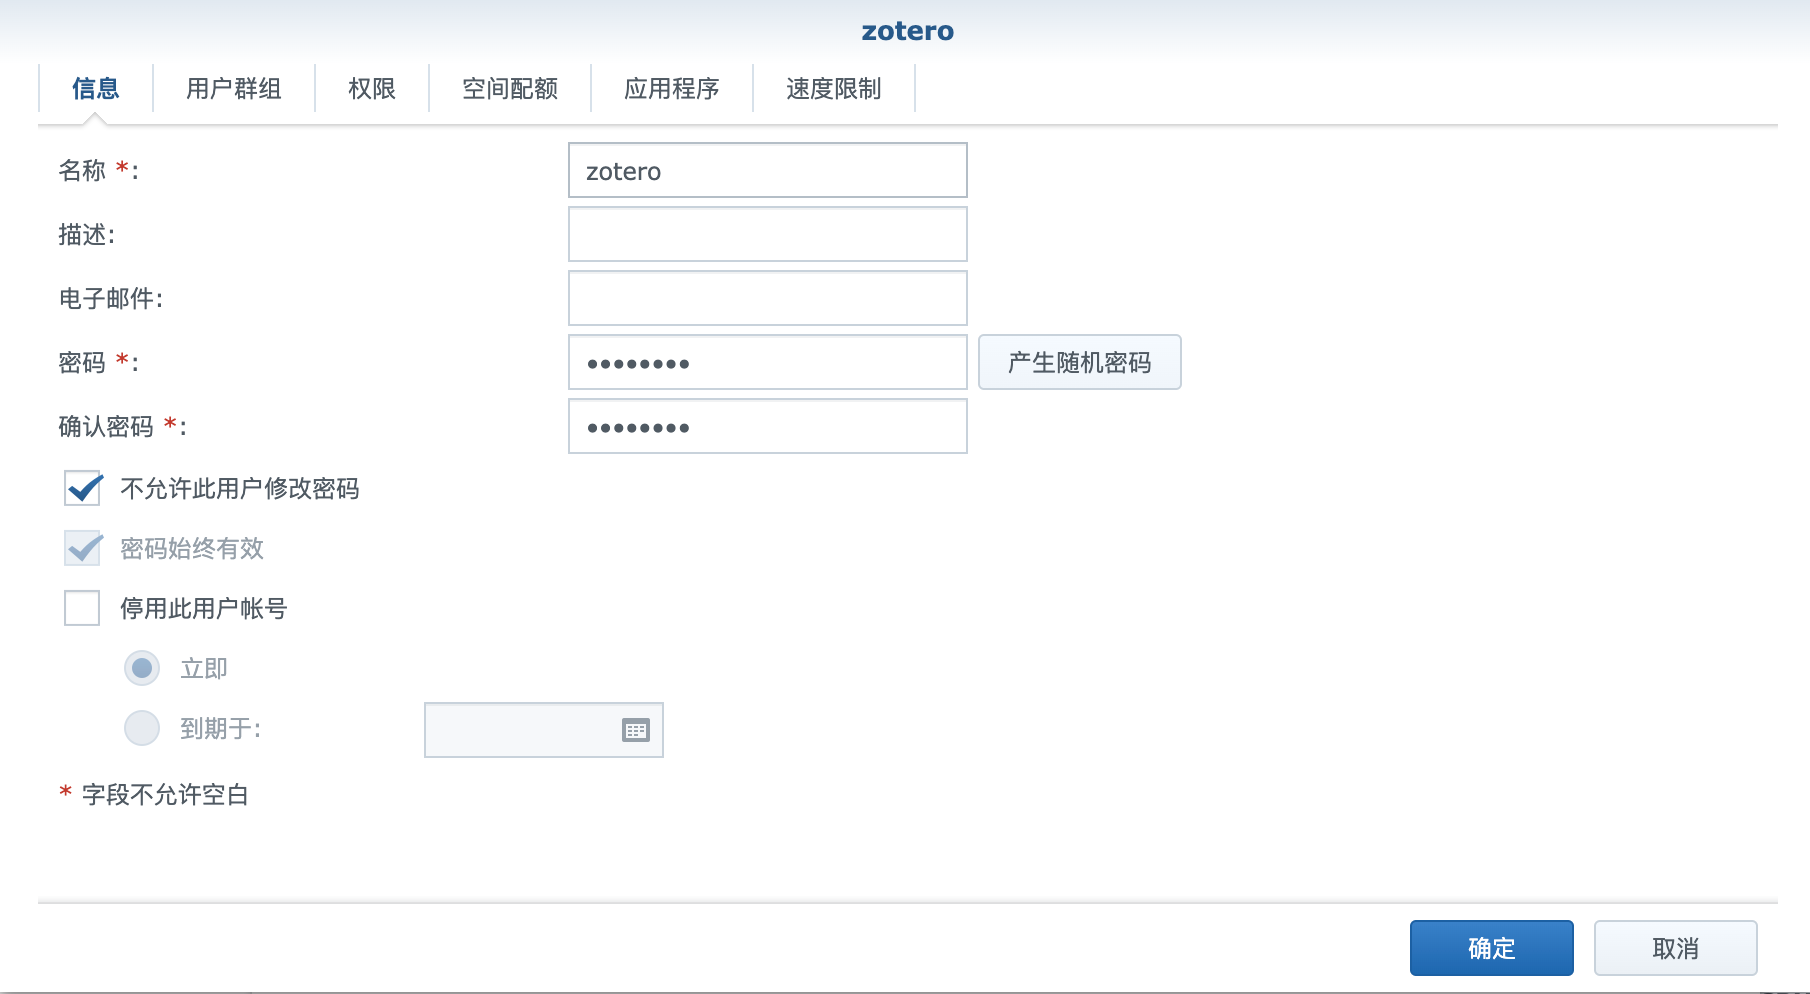 zotero
信息 用户群组 权限 空间配额 应用程序 速度限制
名称 *: zotero
描述:
电子邮件:
密码 *: •••••••• 产生随机密码
确认密码 *: ••••••••
不允许此用户修改密码
密码始终有效
停用此用户帐号
立即
到期于:
* 字段不允许空白
确定 取消